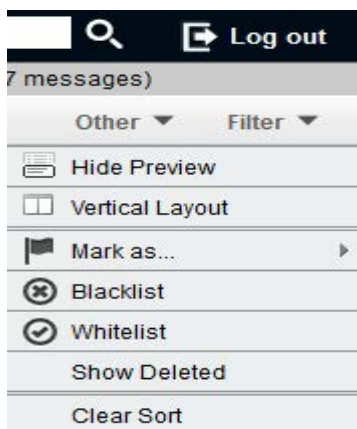 Log out
7 messages)
Other Filter
Hide Preview
Vertical Layout
Mark as...
Blacklist
Whitelist
Show Deleted
Clear Sort